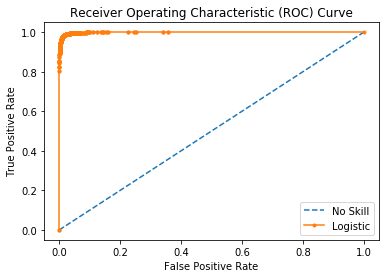 Receiver Operating Characteristic (ROC) Curve
1.0
0.8
0.6
0.4
0.2
0.0
True Positive Rate
0.0 0.2 0.4 0.6 0.8 1.0
False Positive Rate
No Skill
Logistic